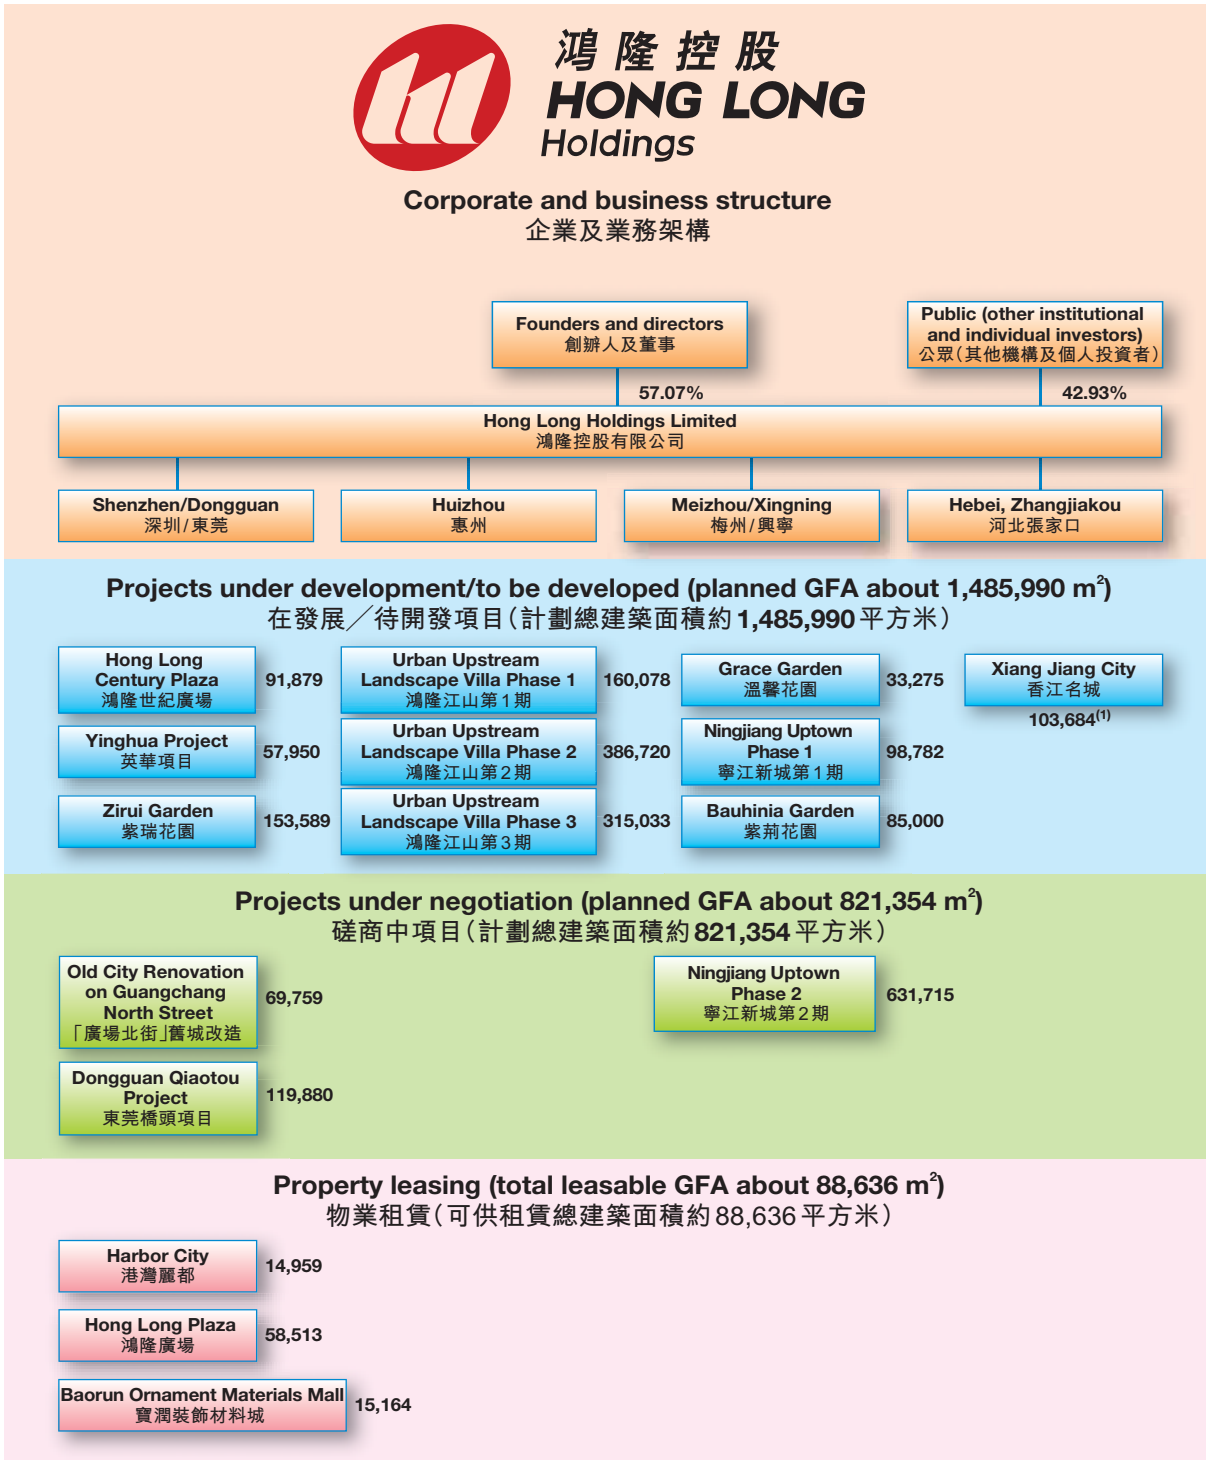 鴻隆控股
HONG LONG
Holdings
Corporate and business structure
企業及業務架構
Founders and directors
創辦人及董事
Public (other institutional
and individual investors)
公眾(其他機構及個人投資者)
57.07%
42.93%
Hong Long Holdings Limited
鴻隆控股有限公司
Shenzhen/Dongguan
深圳/東莞
Huizhou
惠州
Meizhou/Xingning
梅州/興寧
Hebei, Zhangjiakou
河北張家口
Projects under development/to be developed (planned GFA about 1,485,990 m²)
在發展／待開發項目(計劃總建築面積約1,485,990平方米)
Hong Long
Century Plaza
鴻隆世紀廣場
91,879
Urban Upstream
Landscape Villa Phase 1
鴻隆江山第1期
160,078
Grace Garden
溫馨花園
33,275
Xiang Jiang City
香江名城
103,684(1)
Yinghua Project
英華項目
57,950
Urban Upstream
Landscape Villa Phase 2
鴻隆江山第2期
386,720
Ningjiang Uptown
Phase 1
寧江新城第1期
98,782
Zirui Garden
紫瑞花園
153,589
Urban Upstream
Landscape Villa Phase 3
鴻隆江山第3期
315,033
Bauhinia Garden
紫荊花園
85,000
Projects under negotiation (planned GFA about 821,354 m²)
磋商中項目(計劃總建築面積約821,354平方米)
Old City Renovation
on Guangchang
North Street
「廣場北街」舊城改造
69,759
Ningjiang Uptown
Phase 2
寧江新城第2期
631,715
Dongguan Qiaotou
Project
東莞橋頭項目
119,880
Property leasing (total leasable GFA about 88,636 m²)
物業租賃(可供租賃總建築面積約88,636平方米)
Harbor City
港灣麗都
14,959
Hong Long Plaza
鴻隆廣場
58,513
Baorun Ornament Materials Mall
寶潤裝飾材料城
15,164